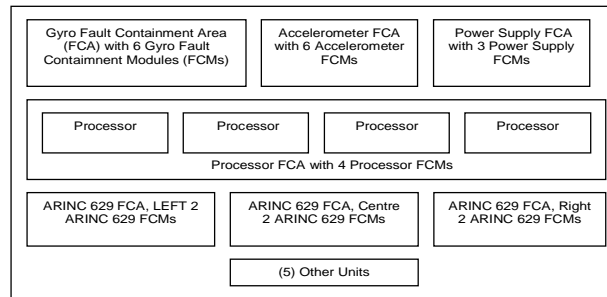 Gyro Fault Containment Area
(FCA) with 6 Gyro Fault
Contaimnent Modules (FCMs)
Accelerometer FCA
with 6 Accelerometer
FCMs
Power Supply FCA
with 3 Power Supply
FCMs
Processor
Processor
Processor
Processor
Processor FCA with 4 Processor FCMs
ARINC 629 FCA, LEFT 2
ARINC 629 FCMs
ARINC 629 FCA, Centre
2 ARINC 629 FCMs
ARINC 629 FCA, Right
2 ARINC 629 FCMs
(5) Other Units